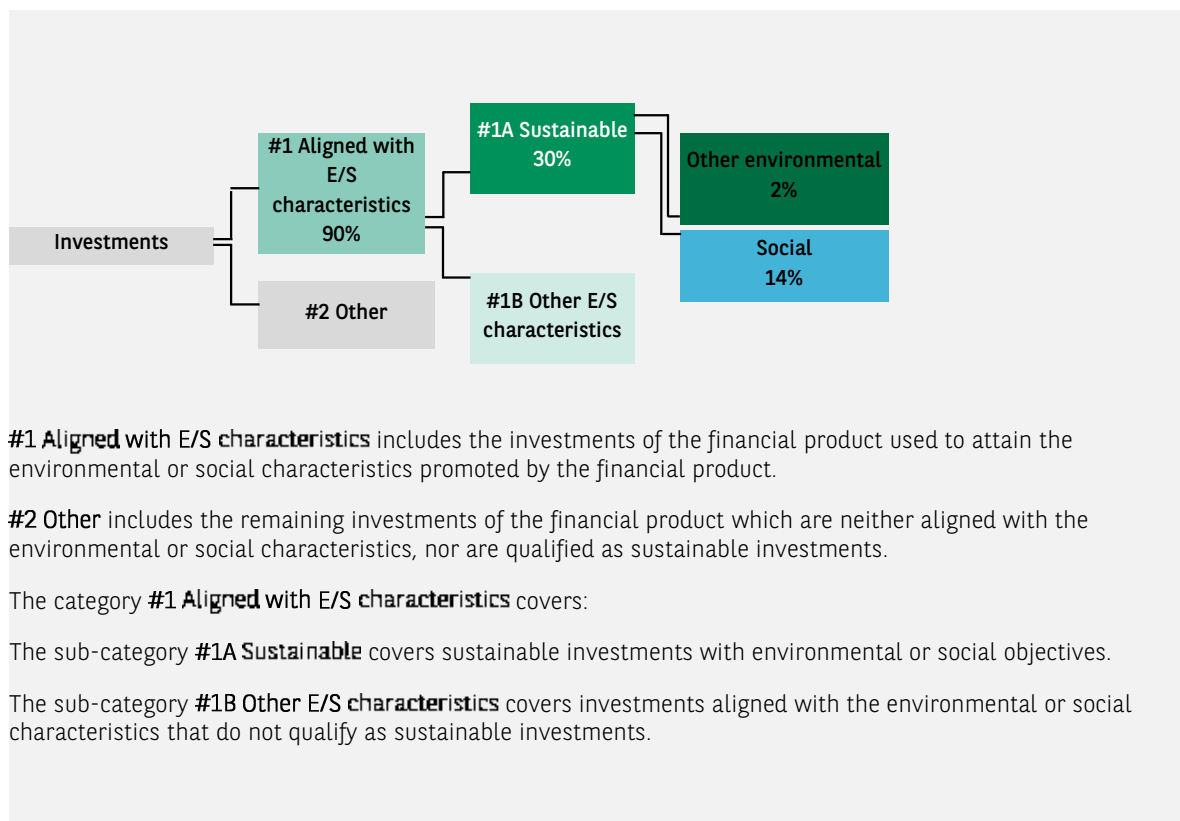 #1A Sustainable
30%
#1 Aligned with
E/S
characteristics
90%
Other environmental
2%
Investments
Social
14%
#2 Other
#1B Other E/S
characteristics
#1 Aligned with E/S characteristics includes the investments of the financial product used to attain the
environmental or social characteristics promoted by the financial product.
#2 Other includes the remaining investments of the financial product which are neither aligned with the
environmental or social characteristics, nor are qualified as sustainable investments.
The category #1 Aligned with E/S characteristics covers:
The sub-category #1A Sustainable covers sustainable investments with environmental or social objectives.
The sub-category #1B Other E/S characteristics covers investments aligned with the environmental or social
characteristics that do not qualify as sustainable investments.